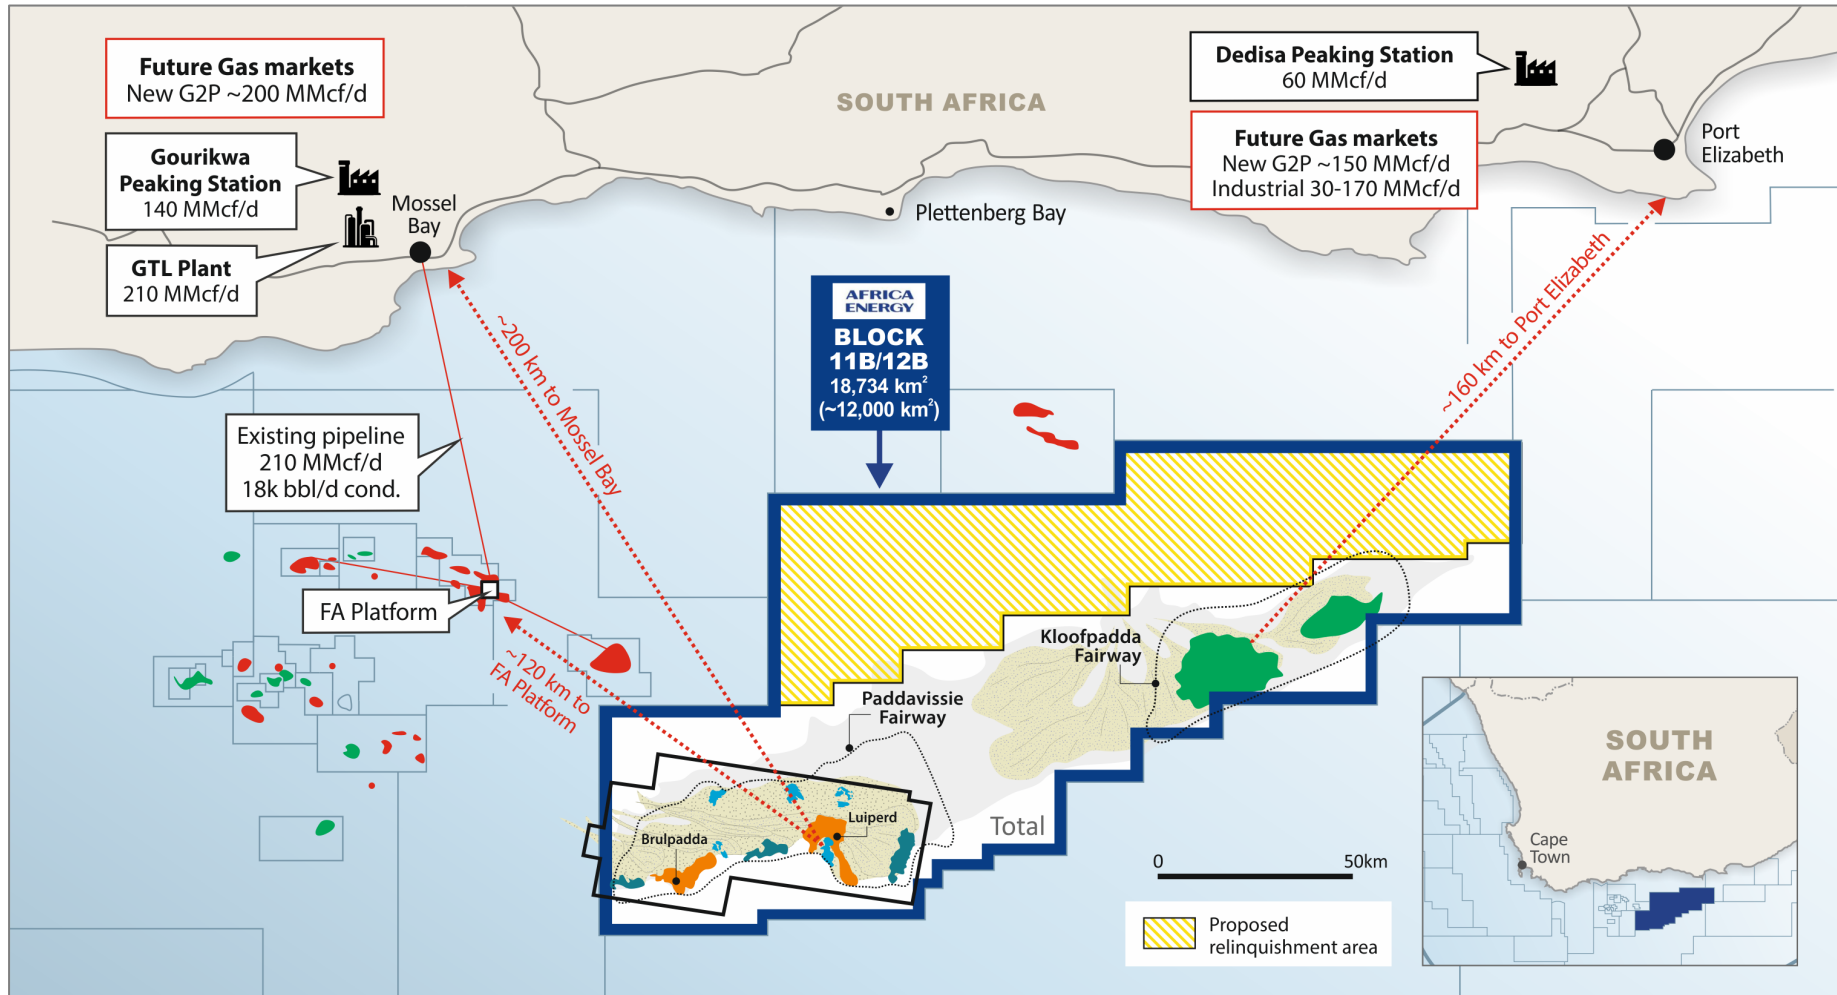 Future Gas markets
New G2P ~200 MMcf/d
Gourikwa
Peaking Station
140 MMcf/d
GTL Plant
210 MMcf/d
Mossel
Bay
SOUTH AFRICA
Plettenberg Bay
Dedisa Peaking Station
60 MMcf/d
Future Gas markets
New G2P ~150 MMcf/d
Industrial 30-170 MMcf/d
Port
Elizabeth
AFRICA
ENERGY
BLOCK
11B/12B
18,734 km²
(~12,000 km²)
~200 km to Mossel Bay
~160 km to Port Elizabeth
Existing pipeline
210 MMcf/d
18k bbl/d cond.
FA Platform
~120 km to
FA Platform
Kloofpadda
Fairway
Paddavissie
Fairway
Brulpadda
Luiperd
Total
0 50km
Proposed
relinquishment area
SOUTH
AFRICA
Cape
Town